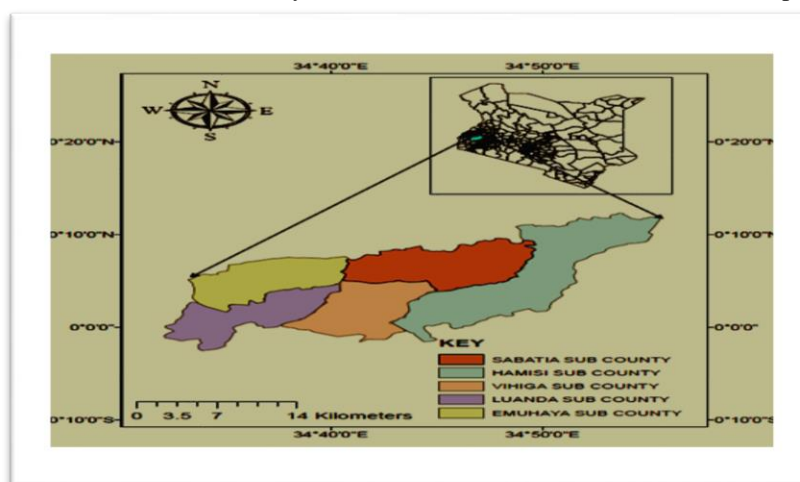 34°40'0"E 34°50'0"E
N
W E
S
0°20'0"N 0°20'0"N
0°10'0"N 0°10'0"N
0°0'0" 0°0'0"
KEY
SABATIA SUB COUNTY
HAMISI SUB COUNTY
VIHIGA SUB COUNTY
LUANDA SUB COUNTY
EMUHAYA SUB COUNTY
0 3.5 7 14 Kilometers
0°10'0"S 0°10'0"S
34°40'0"E 34°50'0"E